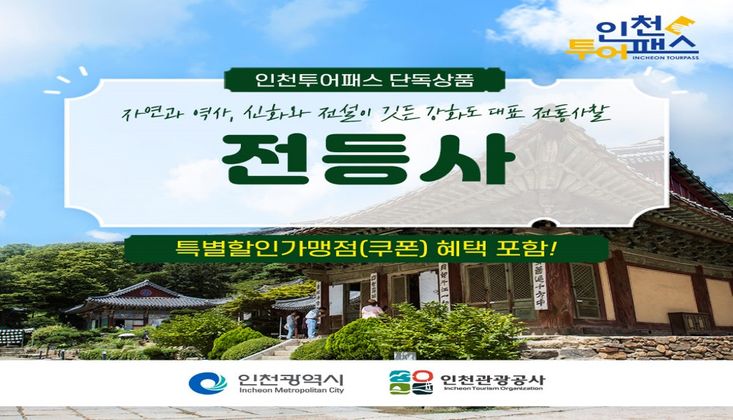 인천
투어패스
INCHEON TOURPASS
인천투어패스 단독상품
자연과 역사, 신화와 전설이 깃든 강화도 대표 전통사찰
전등사
특별할인가맹점(쿠폰) 혜택 포함!
인천광역시
Incheon Metropolitan City
인천관광공사
Incheon Tourism Organization